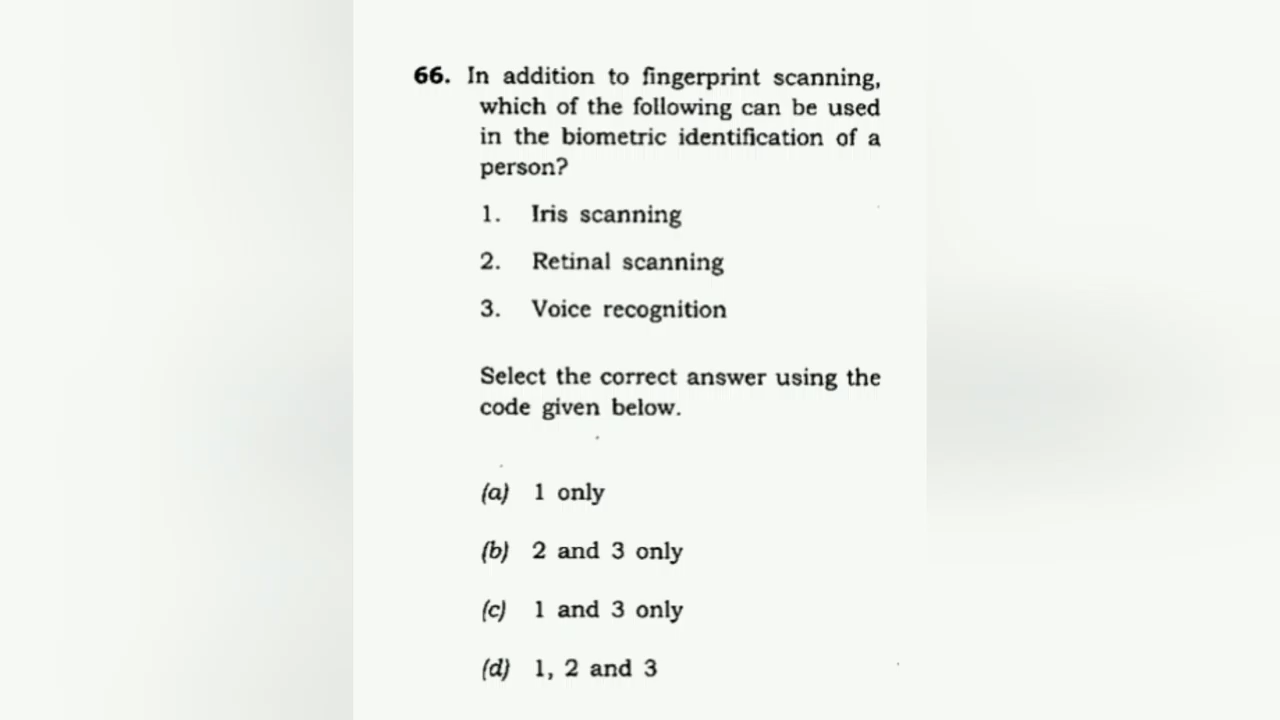 66. In addition to fingerprint scanning,
which of the following can be used
in the biometric identification of a
person?
1. Iris scanning
2. Retinal scanning
3. Voice recognition
Select the correct answer using the
code given below.
(a) 1 only
(b) 2 and 3 only
(c) 1 and 3 only
(d) 1, 2 and 3